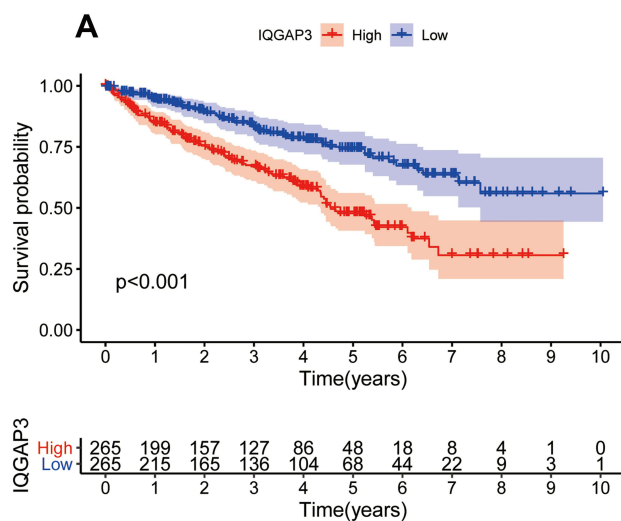 A
IQGAP3 High Low
Survival probability
1.00
0.75
0.50
0.25
0.00
p<0.001
0 1 2 3 4 5 6 7 8 9 10
Time(years)
IQGAP3
High 265 199 157 127 86 48 18 8 4 1 0
Low 265 215 165 136 104 68 44 22 9 3 1
0 1 2 3 4 5 6 7 8 9 10
Time(years)